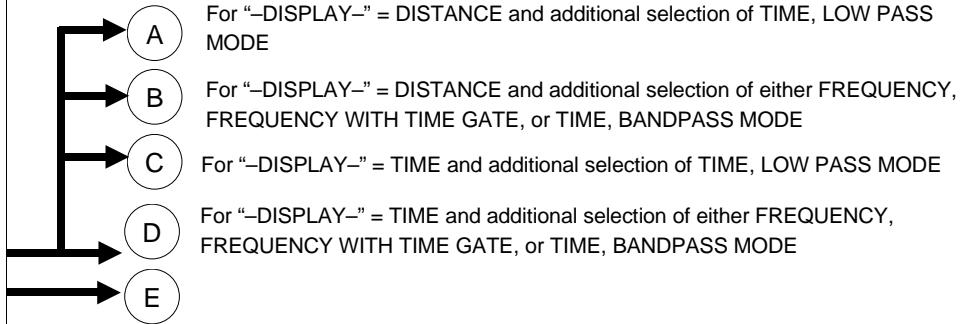 A
For “–DISPLAY–” = DISTANCE and additional selection of TIME, LOW PASS
MODE
B
For “–DISPLAY–” = DISTANCE and additional selection of either FREQUENCY,
FREQUENCY WITH TIME GATE, or TIME, BANDPASS MODE
C
For “–DISPLAY–” = TIME and additional selection of TIME, LOW PASS MODE
D
For “–DISPLAY–” = TIME and additional selection of either FREQUENCY,
FREQUENCY WITH TIME GATE, or TIME, BANDPASS MODE
E